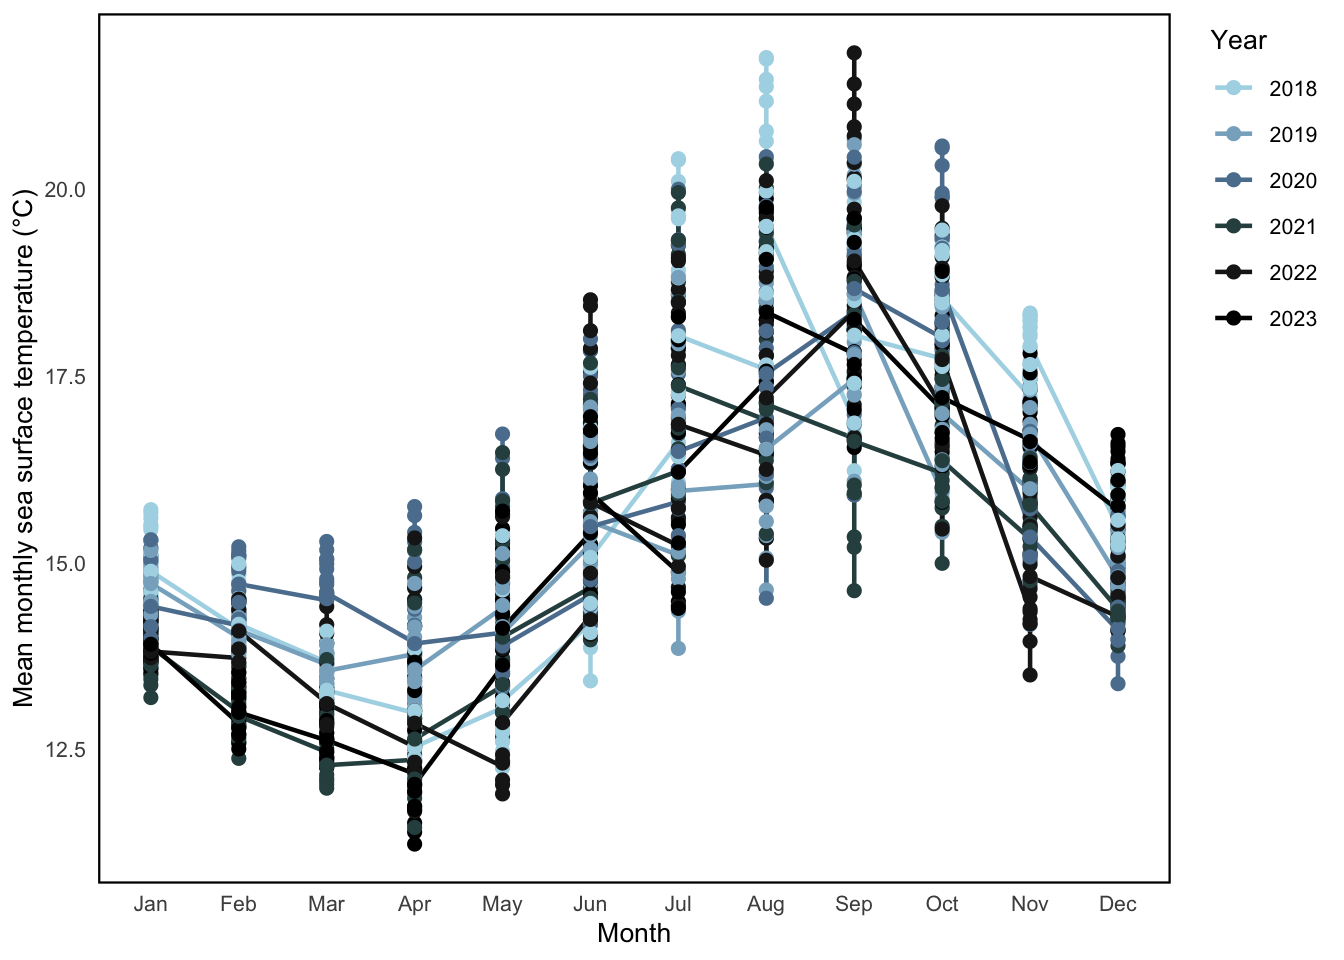 Mean monthly sea surface temperature (°C)
20.0
17.5
15.0
12.5
Jan Feb Mar Apr May Jun Jul Aug Sep Oct Nov Dec
Month
Year
2018
2019
2020
2021
2022
2023